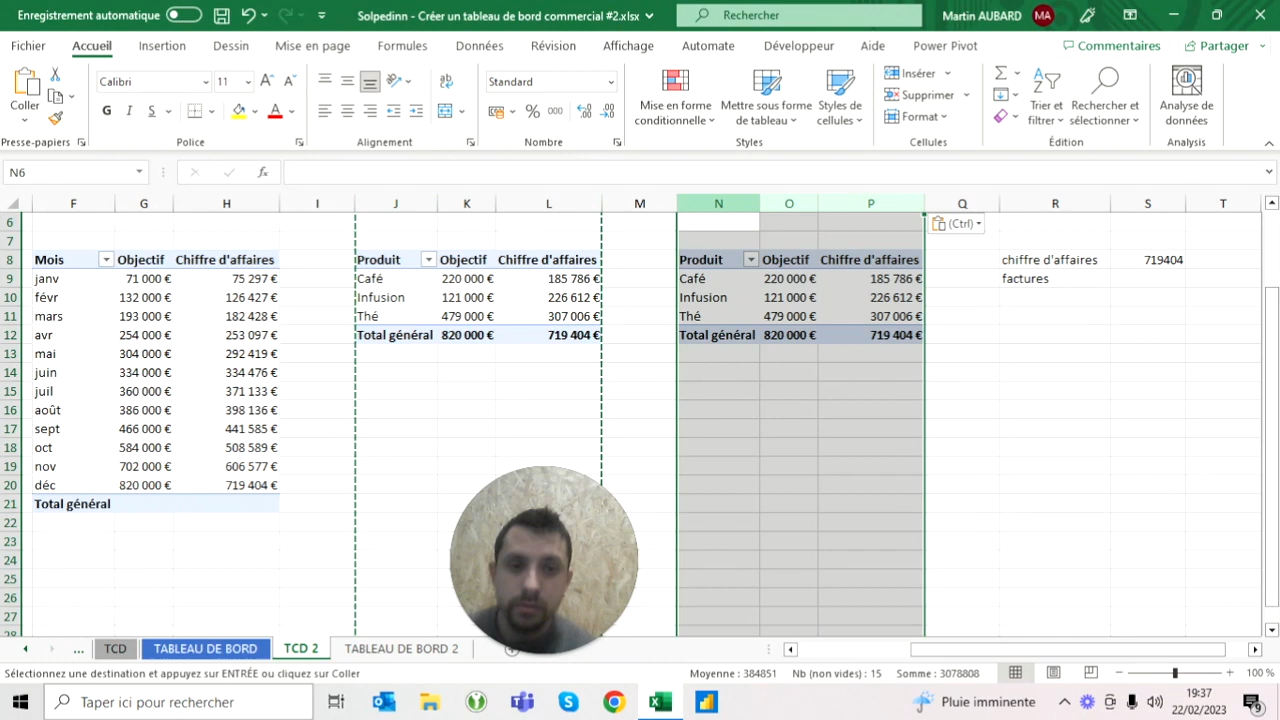 Enregistrement automatique Solpedinn - Créer un tableau de bord commercial #2.xlsx Rechercher Martin AUBARD MA
Fichier Accueil Insertion Dessin Mise en page Formules Données Révision Affichage Automate Développeur Aide Power Pivot Commentaires Partager
Coller Calibri 11 Standard Mise en forme conditionnelle Mettre sous forme de tableau Styles de cellules Insérer Supprimer Format Trier et filtrer Rechercher et sélectionner Analyse de données
G I S A % 000
Presse-papiers Police Alignement Nombre Styles Cellules Édition Analysis
N6 fx
F G H I J K L M N O P Q R S T
6 (Ctrl)
7
8 Mois Objectif Chiffre d'affaires Produit Objectif Chiffre d'affaires Produit Objectif Chiffre d'affaires chiffre d'affaires 719404
9 janv 71 000 € 75 297 € Café 220 000 € 185 786 € Café 220 000 € 185 786 € factures
10 févr 132 000 € 126 427 € Infusion 121 000 € 226 612 € Infusion 121 000 € 226 612 €
11 mars 193 000 € 182 428 € Thé 479 000 € 307 006 € Thé 479 000 € 307 006 €
12 avr 254 000 € 253 097 € Total général 820 000 € 719 404 € Total général 820 000 € 719 404 €
13 mai 304 000 € 292 419 €
14 juin 334 000 € 334 476 €
15 juil 360 000 € 371 133 €
16 août 386 000 € 398 136 €
17 sept 466 000 € 441 585 €
18 oct 584 000 € 508 589 €
19 nov 702 000 € 606 577 €
20 déc 820 000 € 719 404 €
21 Total général
22
23
24
25
26
27
28
... TCD TABLEAU DE BORD TCD 2 TABLEAU DE BORD 2
Sélectionnez une destination et appuyez sur ENTRÉE ou cliquez sur Coller Moyenne : 384851 Nb (non vides) : 15 Somme : 3078808 100 %
Taper ici pour rechercher Pluie imminente 19:37
22/02/2023 9